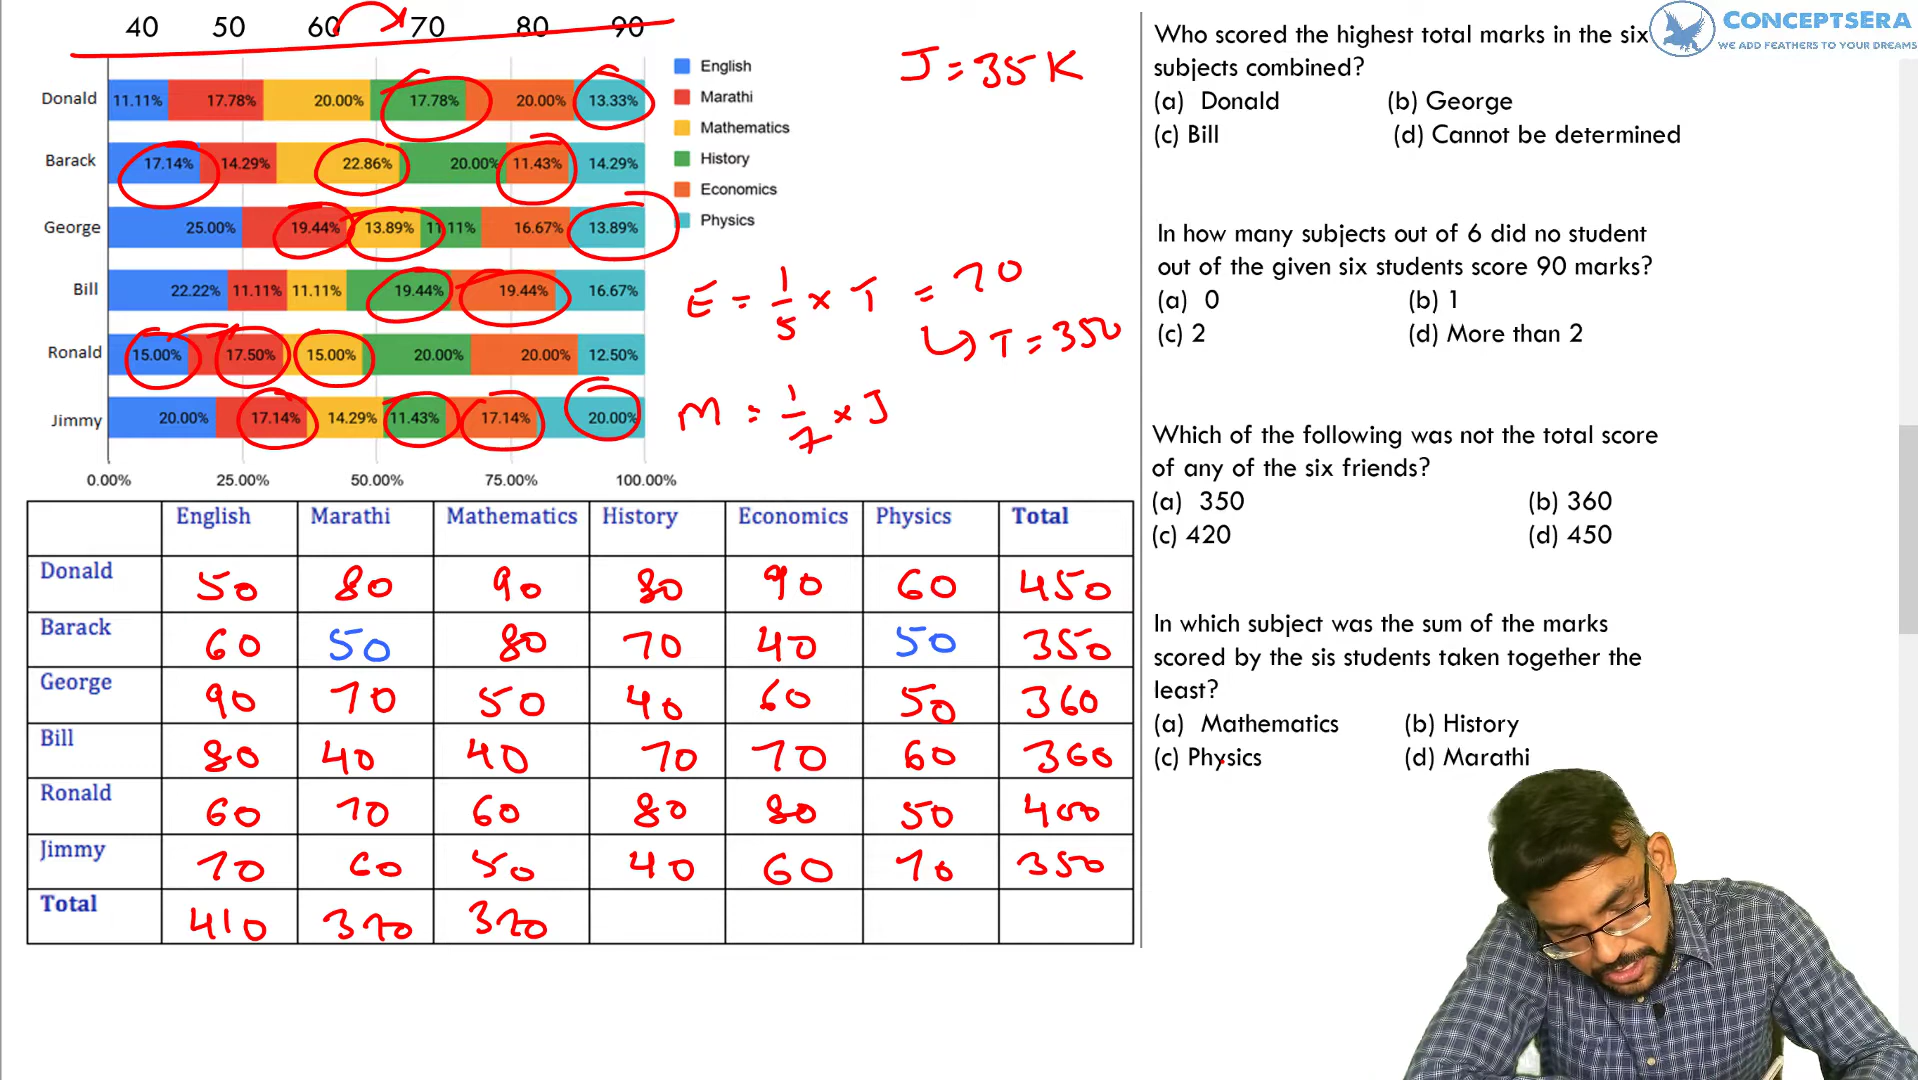 40 50 60 70 80 90
J = 35 K
Donald 11.11% 17.78% 20.00% 17.78% 20.00% 13.33%
Barack 17.14% 14.29% 22.86% 20.00% 11.43% 14.29%
George 25.00% 19.44% 13.89% 11.11% 16.67% 13.89%
Bill 22.22% 11.11% 11.11% 19.44% 19.44% 16.67%
Ronald 15.00% 17.50% 15.00% 20.00% 20.00% 12.50%
Jimmy 20.00% 17.14% 14.29% 11.43% 17.14% 20.00%
0.00% 25.00% 50.00% 75.00% 100.00%
English
Marathi
Mathematics
History
Economics
Physics
E = 1/5 × T = 70
T = 350
M = 1/7 × J
English Marathi Mathematics History Economics Physics Total
Donald 50 80 90 80 90 60 450
Barack 60 50 80 70 40 50 350
George 90 70 50 40 60 50 360
Bill 80 40 40 70 70 60 360
Ronald 60 70 60 80 80 50 400
Jimmy 70 60 50 40 60 70 350
Total 410 370 370
CONCEPTSERA
WE ADD FEATHERS TO YOUR DREAMS
Who scored the highest total marks in the six
subjects combined?
(a) Donald (b) George
(c) Bill (d) Cannot be determined
In how many subjects out of 6 did no student
out of the given six students score 90 marks?
(a) 0 (b) 1
(c) 2 (d) More than 2
Which of the following was not the total score
of any of the six friends?
(a) 350 (b) 360
(c) 420 (d) 450
In which subject was the sum of the marks
scored by the sis students taken together the
least?
(a) Mathematics (b) History
(c) Physics (d) Marathi